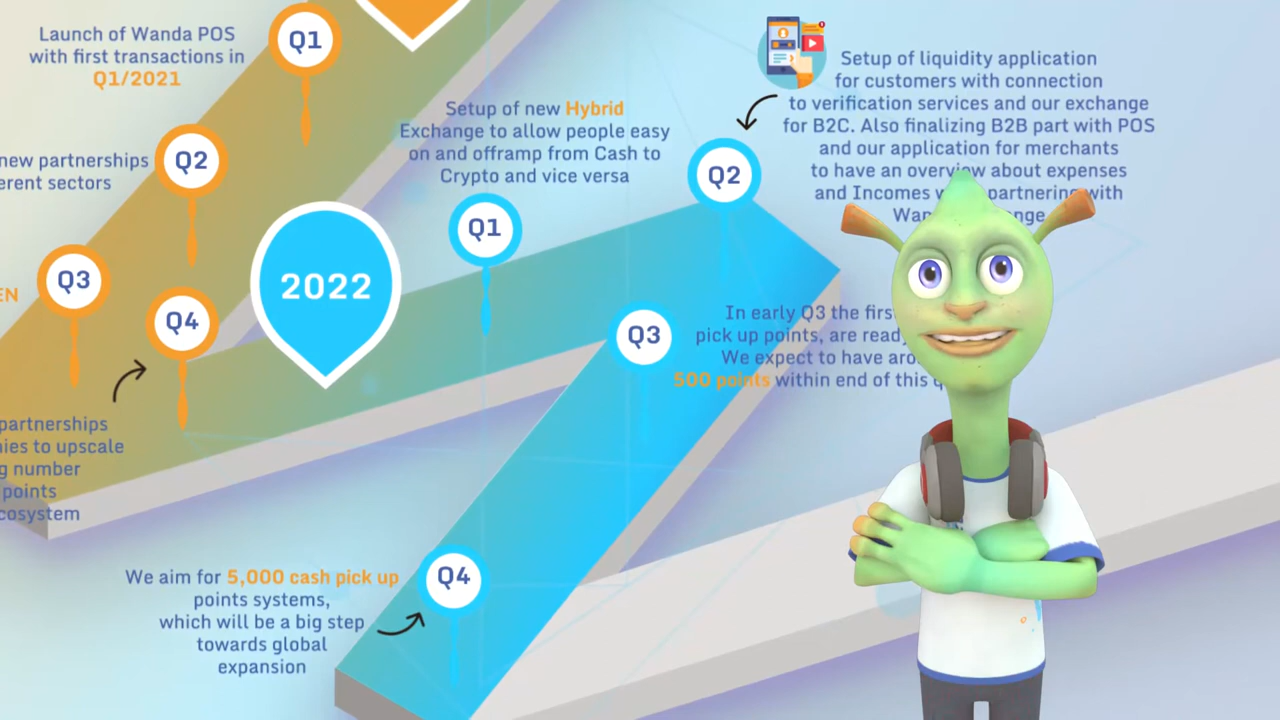 Launch of Wanda POS
with first transactions in
Q1/2021
Q1
new partnerships
erent sectors
Q2
EN
Q3
Q4
partnerships
ies to upscale
g number
points
cosystem
2022
Setup of new Hybrid
Exchange to allow people easy
on and offramp from Cash to
Crypto and vice versa
Q1
Setup of liquidity application
for customers with connection
to verification services and our exchange
for B2C. Also finalizing B2B part with POS
and our application for merchants
to have an overview about expenses
and Incomes partnering with
Q2
In early Q3 the firs
pick up points, are read
We expect to have
500 points within end of this
Q3
We aim for 5,000 cash pick up
points systems,
which will be a big step
towards global
expansion
Q4